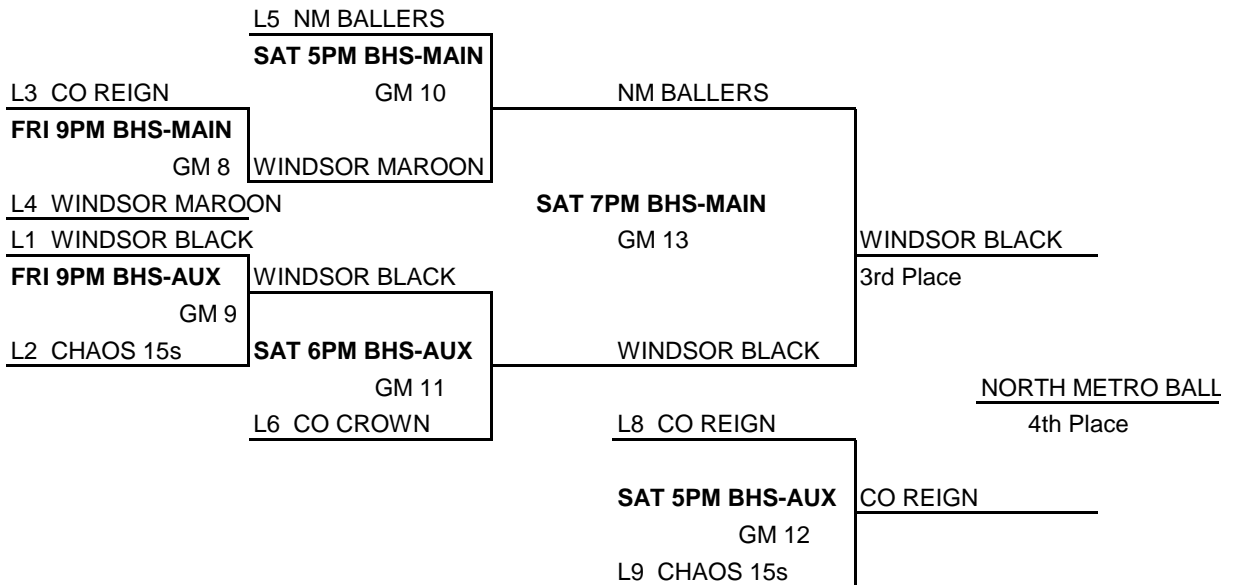 L5 NM BALLERS
SAT 5PM BHS-MAIN
L3 CO REIGN GM 10 NM BALLERS
FRI 9PM BHS-MAIN
GM 8 WINDSOR MAROON
L4 WINDSOR MAROON SAT 7PM BHS-MAIN
L1 WINDSOR BLACK GM 13 WINDSOR BLACK
FRI 9PM BHS-AUX WINDSOR BLACK 3rd Place
GM 9
L2 CHAOS 15s SAT 6PM BHS-AUX WINDSOR BLACK
GM 11 NORTH METRO BALL
L6 CO CROWN L8 CO REIGN 4th Place
SAT 5PM BHS-AUX CO REIGN
GM 12
L9 CHAOS 15s